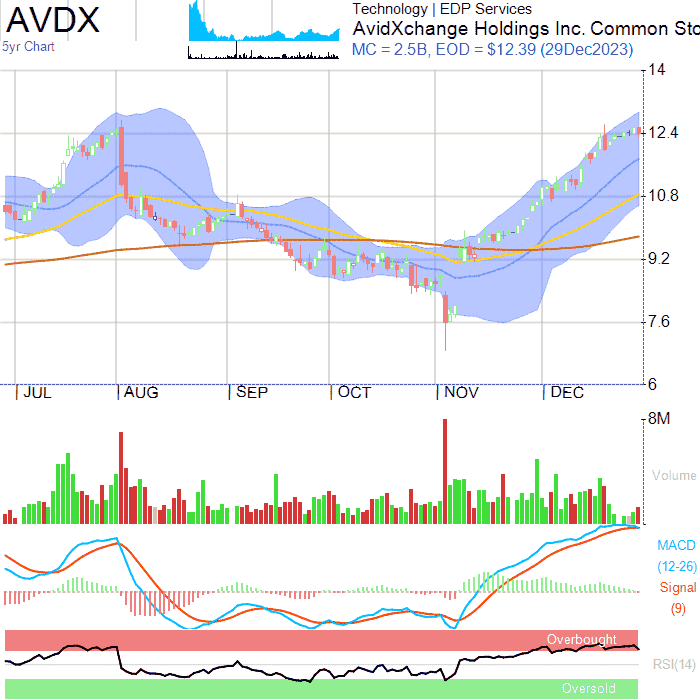 AVDX
5yr Chart
Technology | EDP Services
AvidXchange Holdings Inc. Common Sto
MC = 2.5B, EOD = $12.39 (29Dec2023)
14
12.4
10.8
9.2
7.6
6
JUL
AUG
SEP
OCT
NOV
DEC
8M
Volume
MACD
(12-26)
Signal
(9)
Overbought
RSI(14)
Oversold